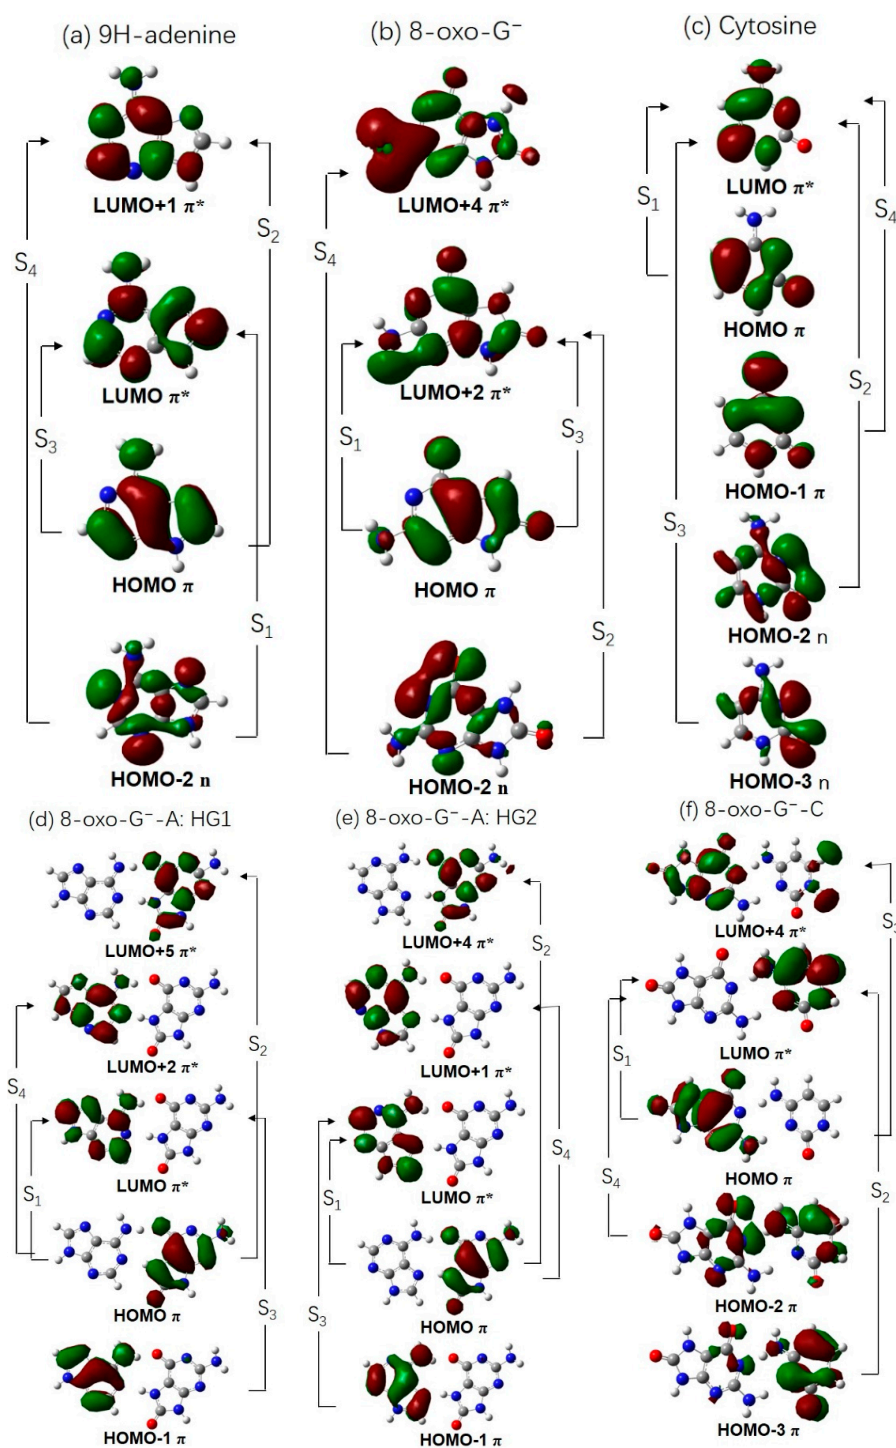 (a) 9H-adenine
LUMO+1 π*
S4
S2
LUMO π*
S3
HOMO π
S1
HOMO-2 n
(b) 8-oxo-G⁻
LUMO+4 π*
S4
LUMO+2 π*
S1
S3
HOMO π
S2
HOMO-2 n
(c) Cytosine
LUMO π*
S1
S4
HOMO π
S2
HOMO-1 π
S3
HOMO-2 n
HOMO-3 n
(d) 8-oxo-G⁻-A: HG1
LUMO+5 π*
S2
LUMO+2 π*
S4
LUMO π*
S1
HOMO π
S3
HOMO-1 π
(e) 8-oxo-G⁻-A: HG2
LUMO+4 π*
S2
LUMO+1 π*
LUMO π*
S4
S1
HOMO π
S3
HOMO-1 π
(f) 8-oxo-G⁻-C
LUMO+4 π*
LUMO π*
S1
HOMO π
S4
S2
HOMO-2 π
HOMO-3 π